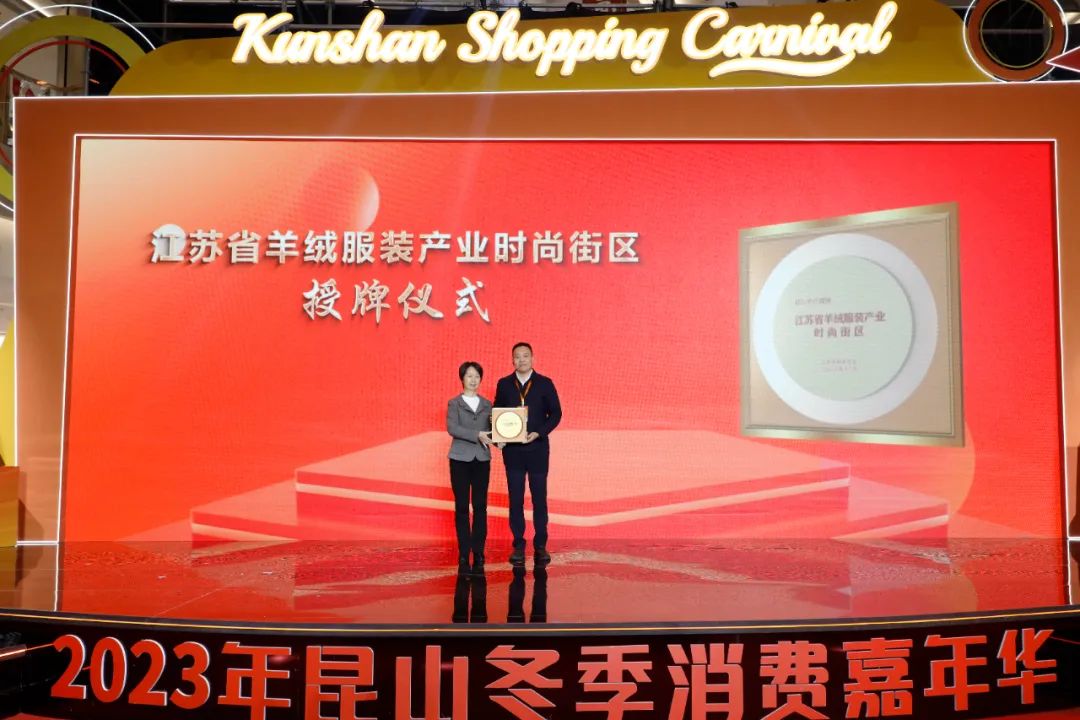 Kunshan Shopping Carnival
江苏省羊绒服装产业时尚街区
授牌仪式
江苏省羊绒服装产业
时尚街区
2023年昆山冬季消费嘉年华